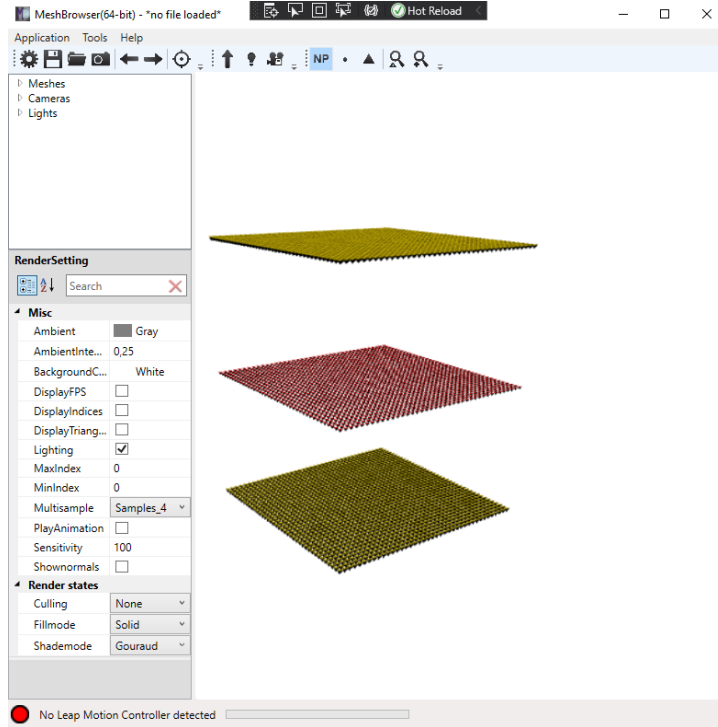 MeshBrowser(64-bit) - *no file loaded*
Hot Reload
Application Tools Help
NP
Meshes
Cameras
Lights
RenderSetting
Search
Misc
Ambient Gray
AmbientInte... 0,25
BackgroundC... White
DisplayFPS
DisplayIndices
DisplayTriang...
Lighting
MaxIndex 0
MinIndex 0
Multisample Samples_4
PlayAnimation
Sensitivity 100
Shownormals
Render states
Culling None
Fillmode Solid
Shademode Gouraud
No Leap Motion Controller detected